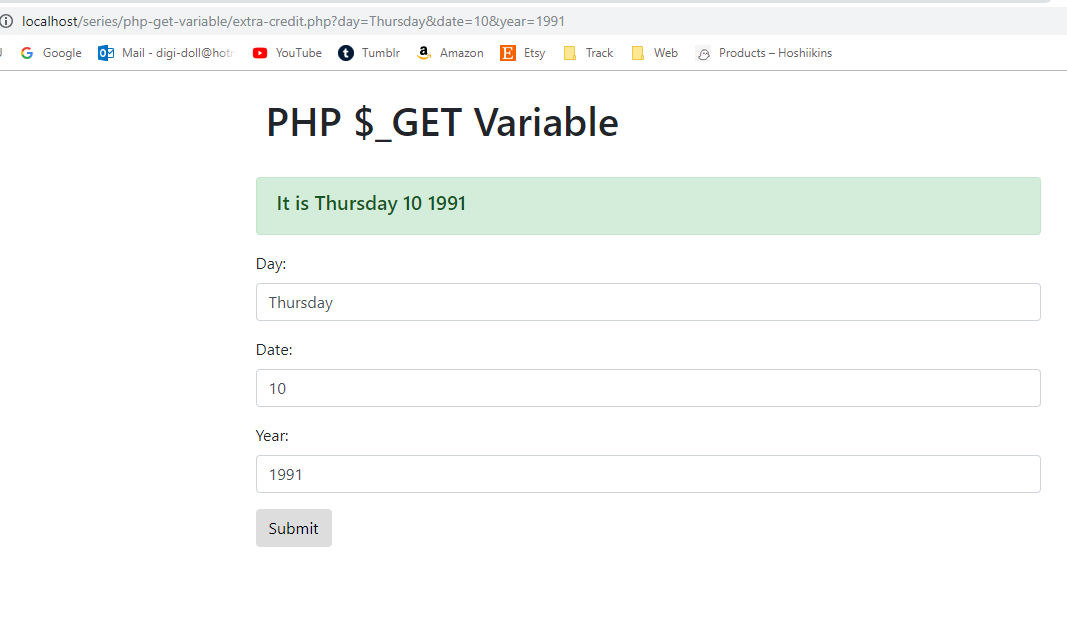 localhost/series/php-get-variable/extra-credit.php?day=Thursday&date=10&year=1991
Google Mail - digi-doll@hotm YouTube Tumblr Amazon Etsy Track Web Products – Hoshiikins
PHP $_GET Variable
It is Thursday 10 1991
Day:
Thursday
Date:
10
Year:
1991
Submit